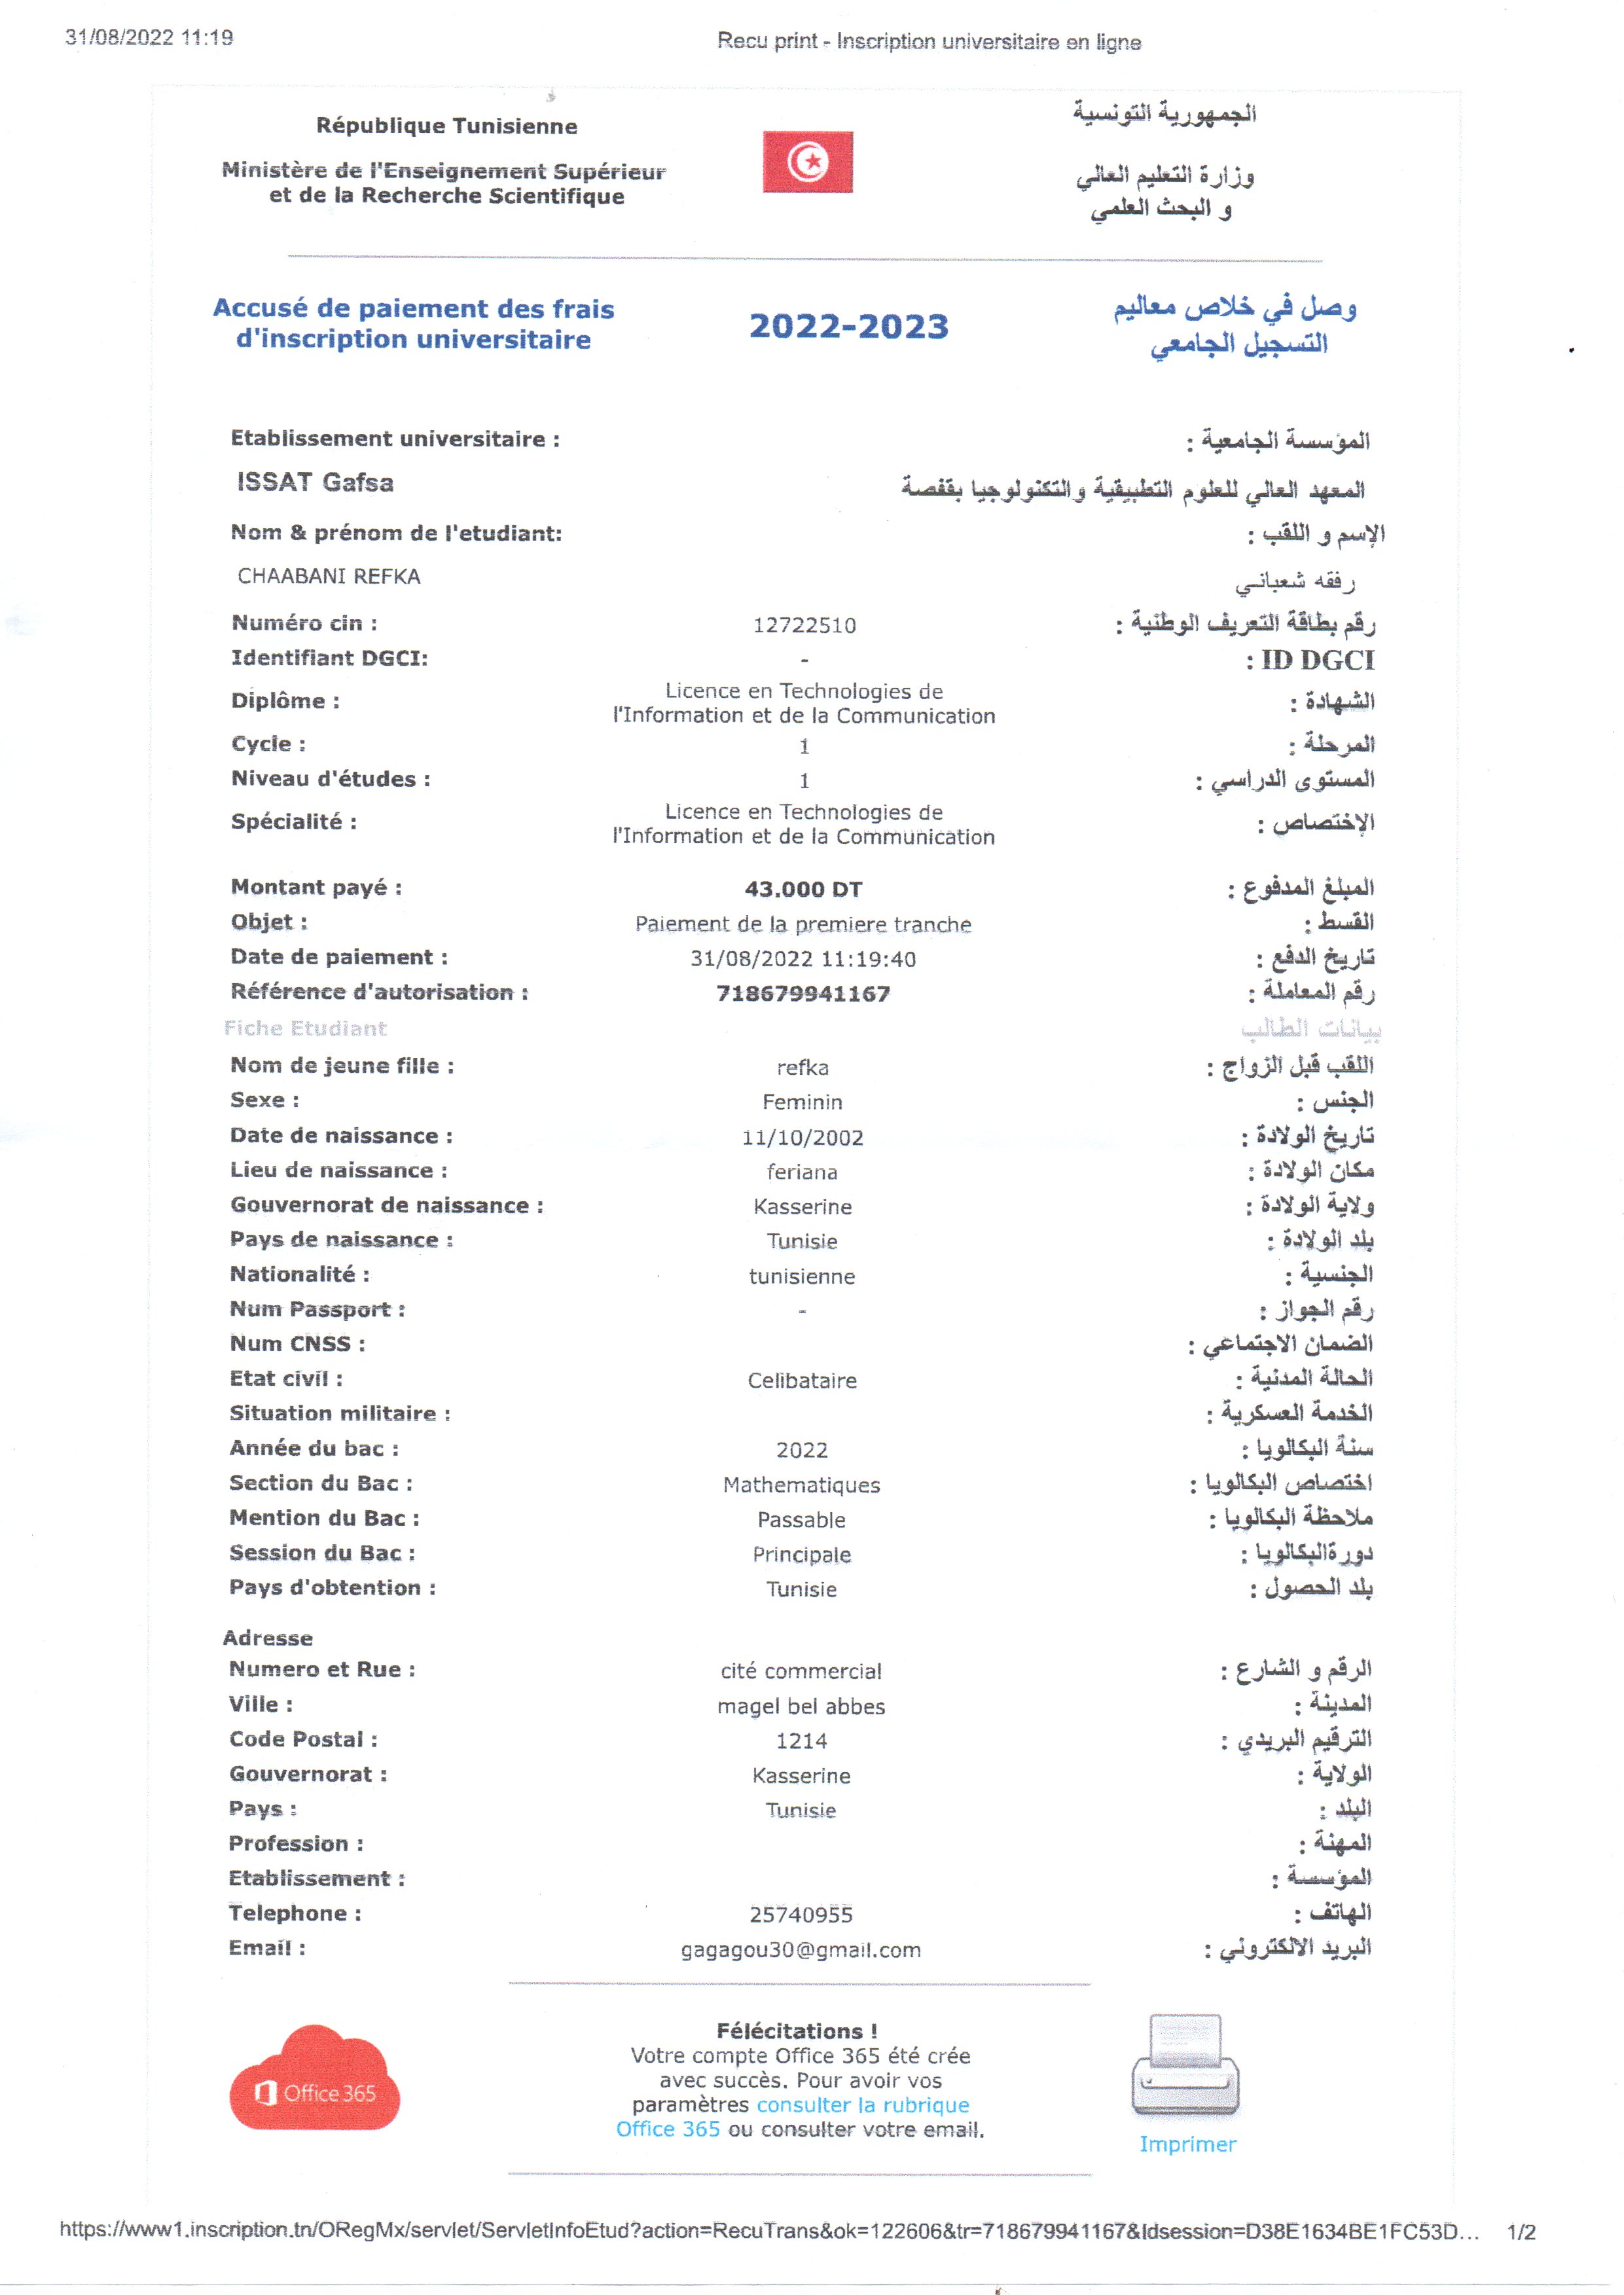 31/08/2022 11:19 Recu print - Inscription universitaire en ligne
République Tunisienne الجمهورية التونسية
Ministère de l'Enseignement Supérieur وزارة التعليم العالي
et de la Recherche Scientifique و البحث العلمي
Accusé de paiement des frais 2022-2023 وصل في خلاص معاليم
d'inscription universitaire التسجيل الجامعي
Etablissement universitaire : المؤسسة الجامعية :
ISSAT Gafsa المعهد العالي للعلوم التطبيقية والتكنولوجيا بقفصة
Nom & prénom de l'etudiant: الإسم و اللقب :
CHAABANI REFKA رفقه شعباني
Numéro cin : 12722510 رقم بطاقة التعريف الوطنية :
Identifiant DGCI: - : ID DGCI
Diplôme : Licence en Technologies de الشهادة :
l'Information et de la Communication
Cycle : 1 المرحلة :
Niveau d'études : 1 المستوى الدراسي :
Spécialité : Licence en Technologies de الإختصاص :
l'Information et de la Communication
Montant payé : 43.000 DT المبلغ المدفوع :
Objet : Paiement de la premiere tranche القسط :
Date de paiement : 31/08/2022 11:19:40 تاريخ الدفع :
Référence d'autorisation : 718679941167 رقم المعاملة :
Fiche Etudiant بيانات الطالب
Nom de jeune fille : refka اللقب قبل الزواج :
Sexe : Feminin الجنس :
Date de naissance : 11/10/2002 تاريخ الولادة :
Lieu de naissance : feriana مكان الولادة :
Gouvernorat de naissance : Kasserine ولاية الولادة :
Pays de naissance : Tunisie بلد الولادة :
Nationalité : tunisienne الجنسية :
Num Passport : - رقم الجواز :
Num CNSS : الضمان الاجتماعي :
Etat civil : Celibataire الحالة المدنية :
Situation militaire : الخدمة العسكرية :
Année du bac : 2022 سنة البكالويا :
Section du Bac : Mathematiques اختصاص البكالويا :
Mention du Bac : Passable ملاحظة البكالويا :
Session du Bac : Principale دورةالبكالويا :
Pays d'obtention : Tunisie بلد الحصول :
Adresse
Numero et Rue : cité commercial الرقم و الشارع :
Ville : magel bel abbes المدينة :
Code Postal : 1214 الترقيم البريدي :
Gouvernorat : Kasserine الولاية :
Pays : Tunisie البلد :
Profession : المهنة :
Etablissement : المؤسسة :
Telephone : 25740955 الهاتف :
Email : gagagou30@gmail.com البريد الالكتروني :
Félécitations !
Votre compte Office 365 été crée
avec succès. Pour avoir vos
paramètres consulter la rubrique
Office 365 ou consulter votre email.
Office 365
Imprimer
https://www1.inscription.tn/ORegMx/servlet/ServletInfoEtud?action=RecuTrans&ok=122606&tr=718679941167&Idsession=D38E1634BE1FC53D... 1/2